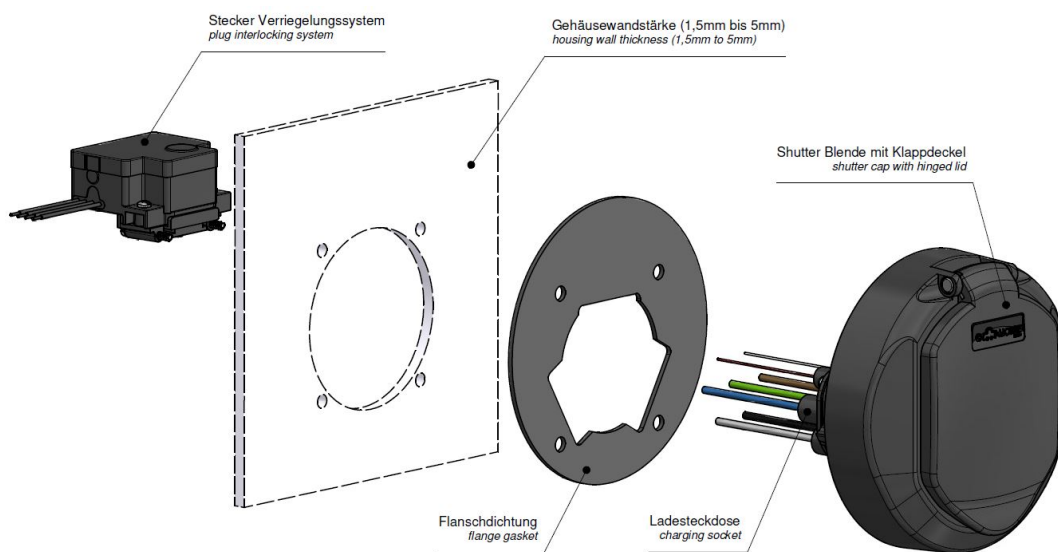 Stecker Verriegelungssystem
plug interlocking system
Gehäusewandstärke (1,5mm bis 5mm)
housing wall thickness (1,5mm to 5mm)
Shutter Blende mit Klappdeckel
shutter cap with hinged lid
Flanschdichtung
flange gasket
Ladesteckdose
charging socket